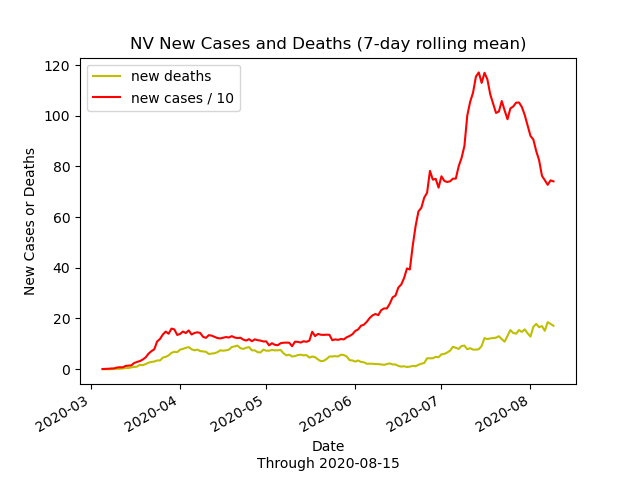 NV New Cases and Deaths (7-day rolling mean)
new deaths
new cases / 10
New Cases or Deaths
120
100
80
60
40
20
0
2020-03
2020-04
2020-05
2020-06
2020-07
2020-08
Date
Through 2020-08-15